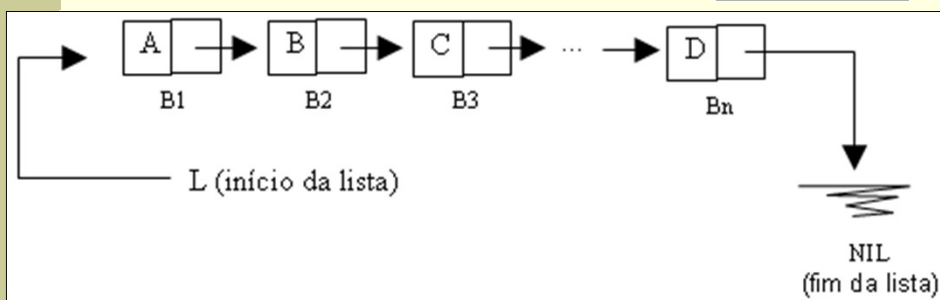 A B C ... D
B1 B2 B3 Bn
L (início da lista)
NIL
(fim da lista)